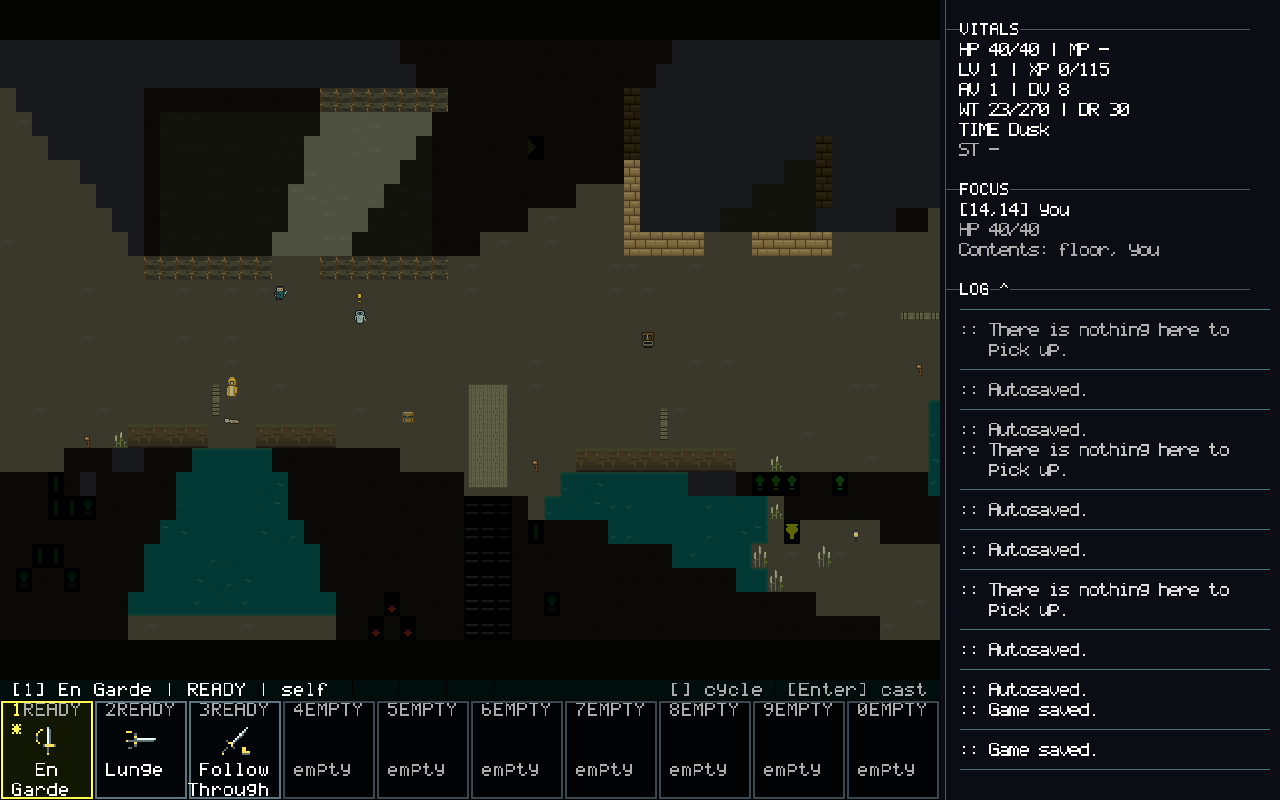 VITALS
HP 40/40 | MP -
LV 1 | XP 0/115
AV 1 | DV 8
WT 23/270 | DR 30
TIME Dusk
ST -
FOCUS
[14,14] You
HP 40/40
Contents: floor, You
LOG ^
:: There is nothing here to
Pick up.
:: Autosaved.
:: Autosaved.
:: There is nothing here to
Pick up.
:: Autosaved.
:: Autosaved.
:: There is nothing here to
Pick up.
:: Autosaved.
:: Autosaved.
:: Game saved.
:: Game saved.
[1] En Garde | READY | self
[] cycle [Enter] cast
1READY 2READY 3READY 4EMPTY 5EMPTY 6EMPTY 7EMPTY 8EMPTY 9EMPTY 0EMPTY
*
En Lunge Follow empty empty empty empty empty empty empty
Garde Through